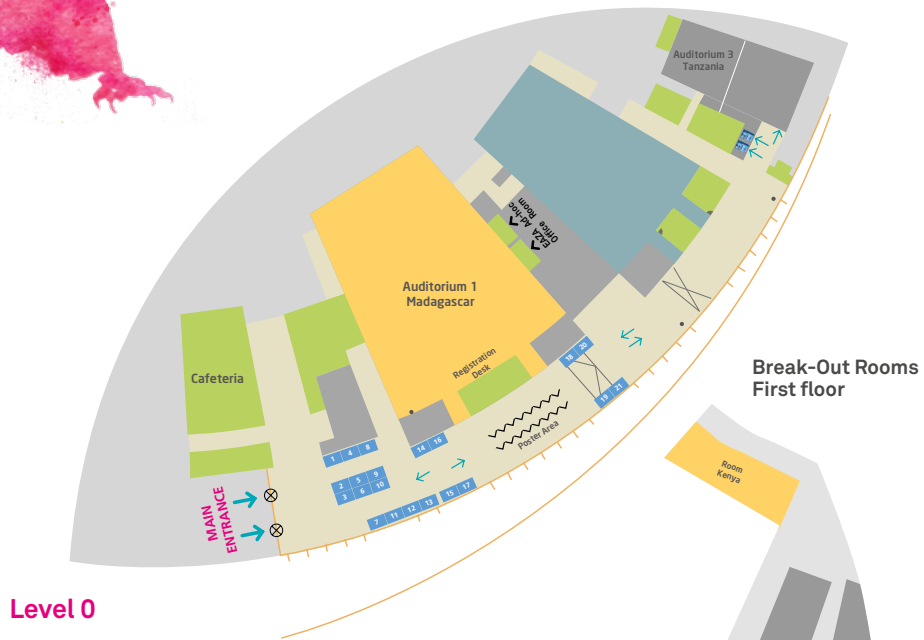 Auditorium 3
Tanzania
EAZA Ad-hoc
Office Room
Auditorium 1
Madagascar
Cafeteria
Registration
Desk
18 20
19 21
Poster Area
14 16
1 4 8
2 5 9
3 6 10
7 11 12 13
15 17
MAIN
ENTRANCE
Break-Out Rooms
First floor
Room
Kenya
Level 0